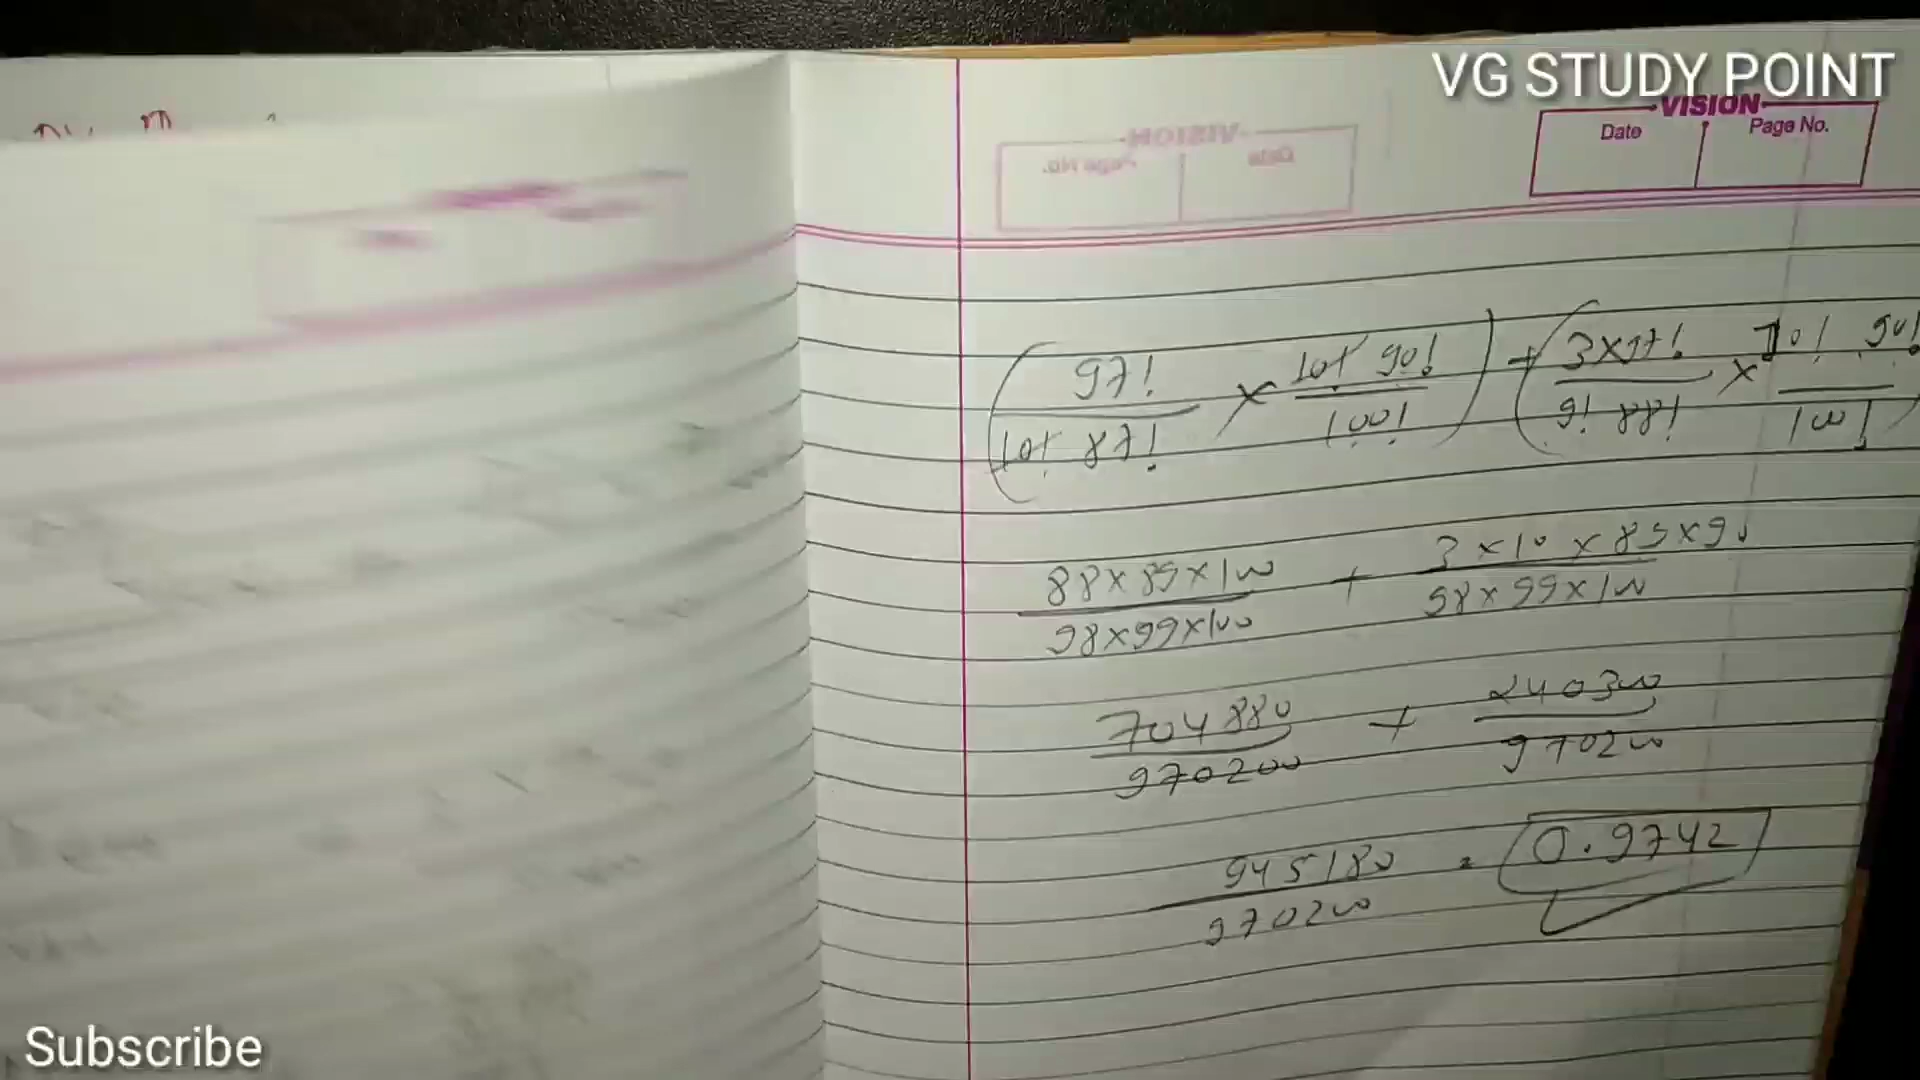 VG STUDY POINT
VISION
Date Page No.
(97! / 10! 87! × 10! 90! / 100!) + (3×97! / 9! 88! × 10! 90! / 100!)
88×89×100 / 98×99×100 + 3×10×89×90 / 98×99×100
704880 / 970200 + 240300 / 970200
945180 / 970200 = 0.9742
Subscribe